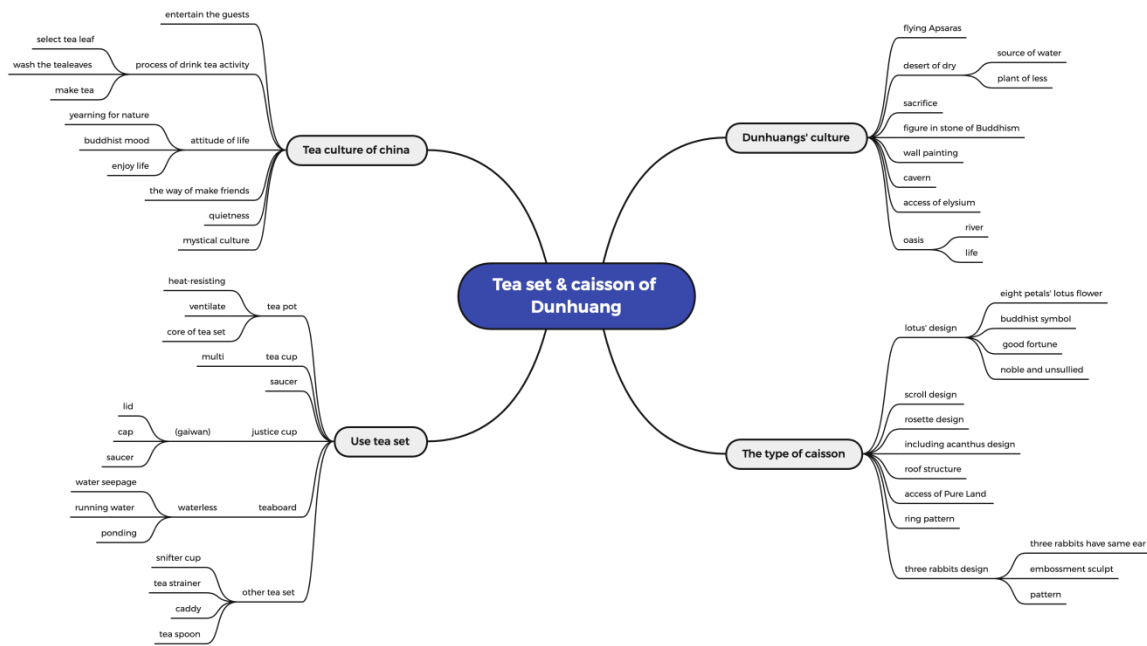 Tea set & caisson of
Dunhuang
Tea culture of china
entertain the guests
process of drink tea activity
select tea leaf
wash the tealeaves
make tea
attitude of life
yearning for nature
buddhist mood
enjoy life
the way of make friends
quietness
mystical culture
Use tea set
tea pot
heat-resisting
ventilate
core of tea set
tea cup
multi
saucer
justice cup
(gaiwan)
lid
cap
saucer
teaboard
waterless
water seepage
running water
ponding
other tea set
snifter cup
tea strainer
caddy
tea spoon
Dunhuangs' culture
flying Apsaras
desert of dry
source of water
plant of less
sacrifice
figure in stone of Buddhism
wall painting
cavern
access of elysium
oasis
river
life
The type of caisson
lotus' design
eight petals' lotus flower
buddhist symbol
good fortune
noble and unsullied
scroll design
rosette design
including acanthus design
roof structure
access of Pure Land
ring pattern
three rabbits design
three rabbits have same ear
embossment sculpt
pattern